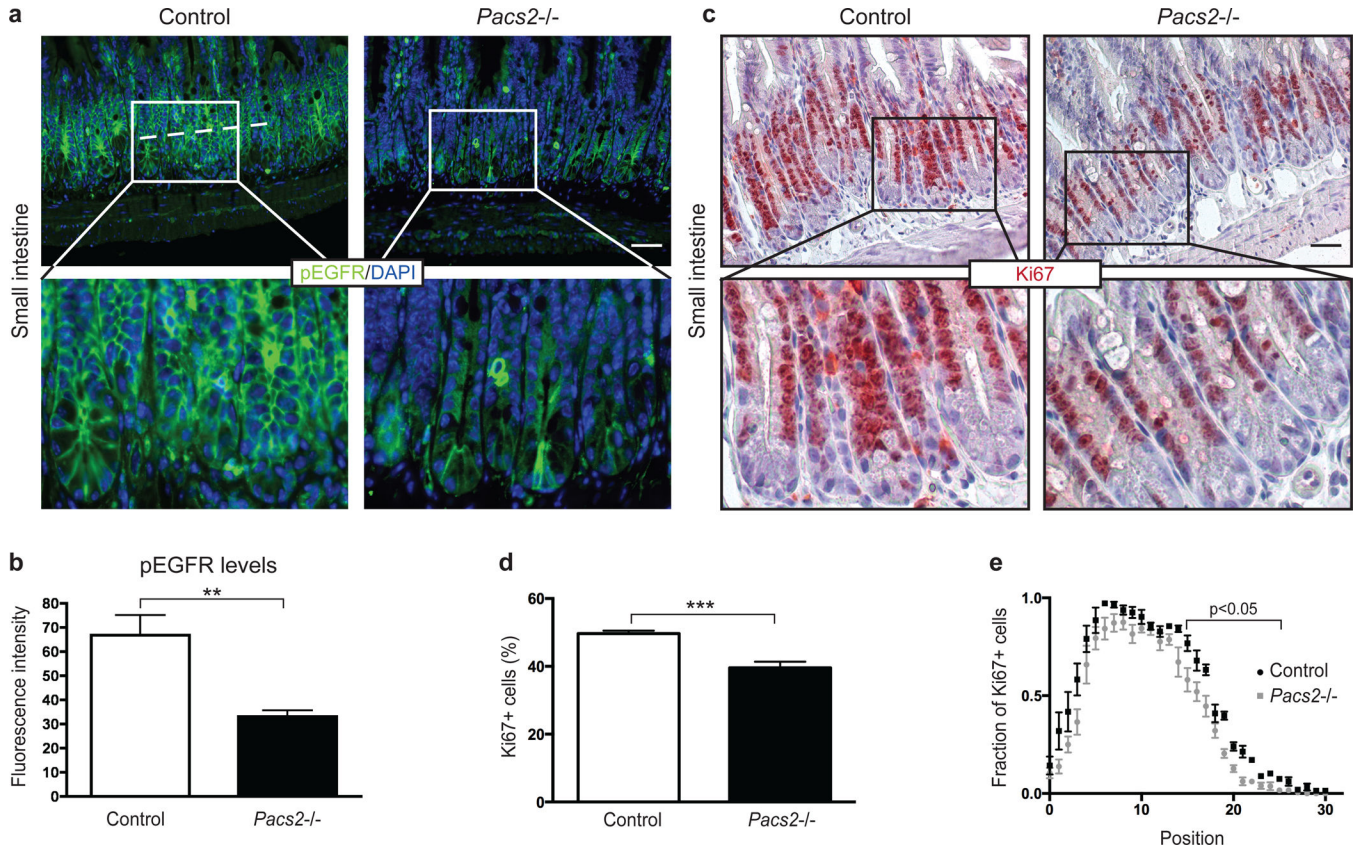 a
Control
Pacs2-/-
Small intestine
pEGFR/DAPI
c
Control
Pacs2-/-
Small intestine
Ki67
b
pEGFR levels
Fluorescence intensity
80
70
60
50
40
30
20
10
0
**
Control
Pacs2-/-
d
Ki67+ cells (%)
60
40
20
0
***
Control
Pacs2-/-
e
Fraction of Ki67+ cells
1.0
0.5
0.0
p<0.05
Control
Pacs2-/-
0
10
20
30
Position